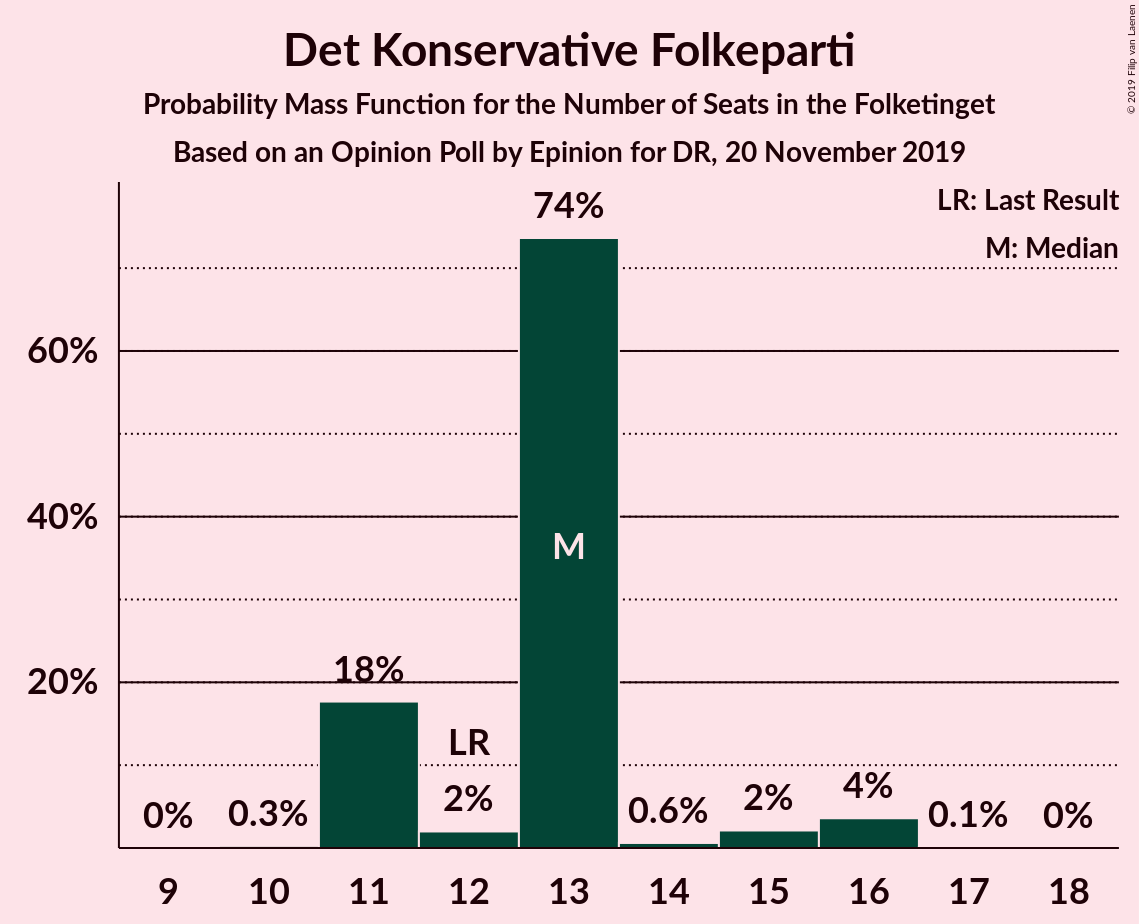 Det Konservative Folkeparti
Probability Mass Function for the Number of Seats in the Folketinget
Based on an Opinion Poll by Epinion for DR, 20 November 2019
© 2019 Filip van Laenen
LR: Last Result
M: Median
74%
60%
40%
M
20%
18%
LR
0%
0.3%
2%
0.6%
2%
4%
0.1%
0%
9
10
11
12
13
14
15
16
17
18